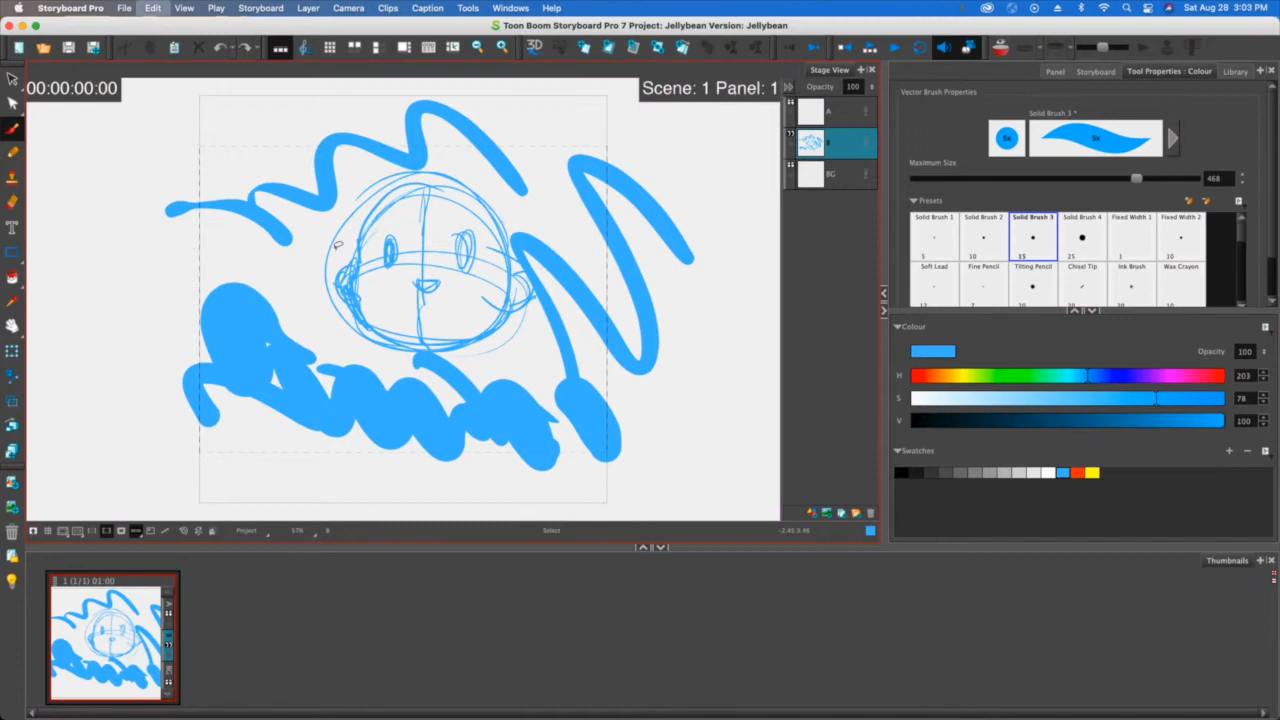 Storyboard Pro File Edit View Play Storyboard Layer Camera Clips Caption Tools Windows Help Sat Aug 28 3:03 PM
Toon Boom Storyboard Pro 7 Project: Jellybean Version: Jellybean
3D
00:00:00:00
Scene: 1 Panel: 1
Stage View
Opacity 100
A
B
BG
Panel Storyboard Tool Properties : Colour Library
Vector Brush Properties
Solid Brush 3 *
Maximum Size
468
Presets
Solid Brush 1 Solid Brush 2 Solid Brush 3 Solid Brush 4 Fixed Width 1 Fixed Width 2
5 10 15 25 1 10
Soft Lead Fine Pencil Tilting Pencil Chisel Tip Ink Brush Wax Crayon
Colour
Opacity 100
H 203
S 78
V 100
Swatches
Project 57% B Select
Thumbnails
1 (1/1) 01:00